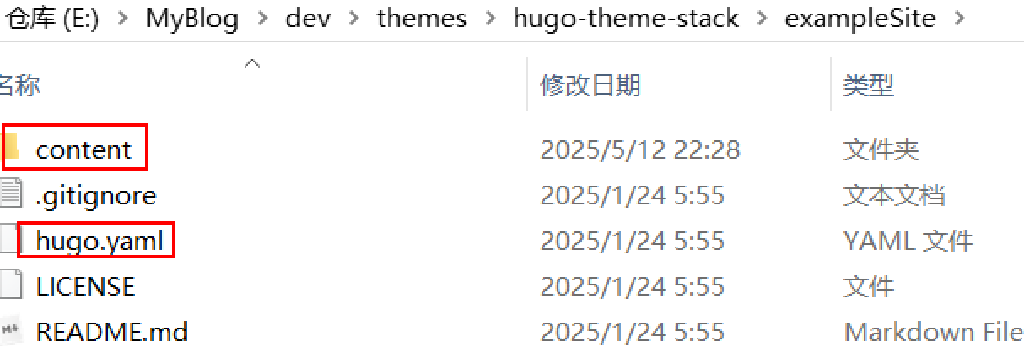 仓库 (E:) > MyBlog > dev > themes > hugo-theme-stack > exampleSite >
名称 修改日期 类型
content 2025/5/12 22:28 文件夹
.gitignore 2025/1/24 5:55 文本文档
hugo.yaml 2025/1/24 5:55 YAML 文件
LICENSE 2025/1/24 5:55 文件
README.md 2025/1/24 5:55 Markdown File